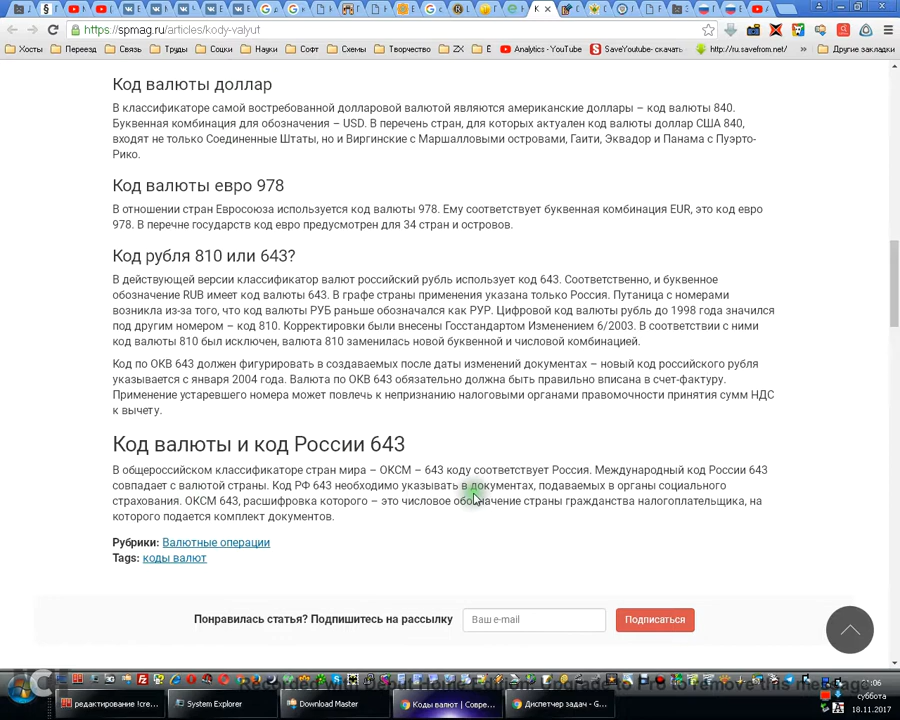 https://spmag.ru/articles/kody-valyut
Хосты Переезд Связь Труды Соцки Науки Софт Схемы Творчество ZX Ё Analytics - YouTube SaveYoutube- скачать http://ru.savefrom.net/ » Другие закладки
Код валюты доллар
В классификаторе самой востребованной долларовой валютой являются американские доллары – код валюты 840.
Буквенная комбинация для обозначения – USD. В перечень стран, для которых актуален код валюты доллар США 840,
входят не только Соединенные Штаты, но и Виргинские с Маршалловыми островами, Гаити, Эквадор и Панама с Пуэрто-
Рико.
Код валюты евро 978
В отношении стран Евросоюза используется код валюты 978. Ему соответствует буквенная комбинация EUR, это код евро
978. В перечне государств код евро предусмотрен для 34 стран и островов.
Код рубля 810 или 643?
В действующей версии классификатор валют российский рубль использует код 643. Соответственно, и буквенное
обозначение RUB имеет код валюты 643. В графе страны применения указана только Россия. Путаница с номерами
возникла из-за того, что код валюты РУБ раньше обозначался как РУР. Цифровой код валюты рубль до 1998 года значился
под другим номером – код 810. Корректировки были внесены Госстандартом Изменением 6/2003. В соответствии с ними
код валюты 810 был исключен, валюта 810 заменилась новой буквенной и числовой комбинацией.
Код по ОКВ 643 должен фигурировать в создаваемых после даты изменений документах – новый код российского рубля
указывается с января 2004 года. Валюта по ОКВ 643 обязательно должна быть правильно вписана в счет-фактуру.
Применение устаревшего номера может повлечь к непризнанию налоговыми органами правомочности принятия сумм НДС
к вычету.
Код валюты и код России 643
В общероссийском классификаторе стран мира – ОКСМ – 643 коду соответствует Россия. Международный код России 643
совпадает с валютой страны. Код РФ 643 необходимо указывать в документах, подаваемых в органы социального
страхования. ОКСМ 643, расшифровка которого – это числовое обозначение страны гражданства налогоплательщика, на
которого подается комплект документов.
Рубрики: Валютные операции
Tags: коды валют
Понравилась статья? Подпишитесь на рассылку Ваш e-mail Подписаться
редактирование !cre... System Explorer Download Master Коды валют | Совре... Диспетчер задач - G...
суббота
18.11.2017